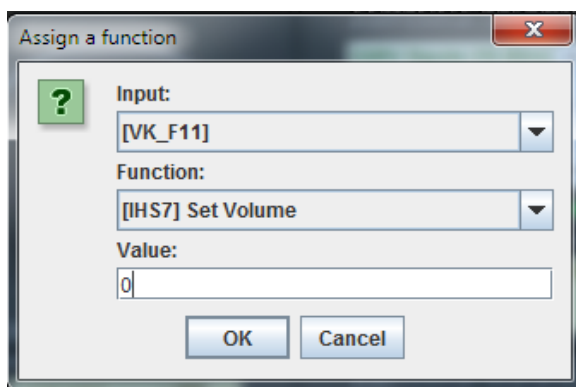 Assign a function
Input:
[VK_F11]
Function:
[IHS7] Set Volume
Value:
0
OK Cancel